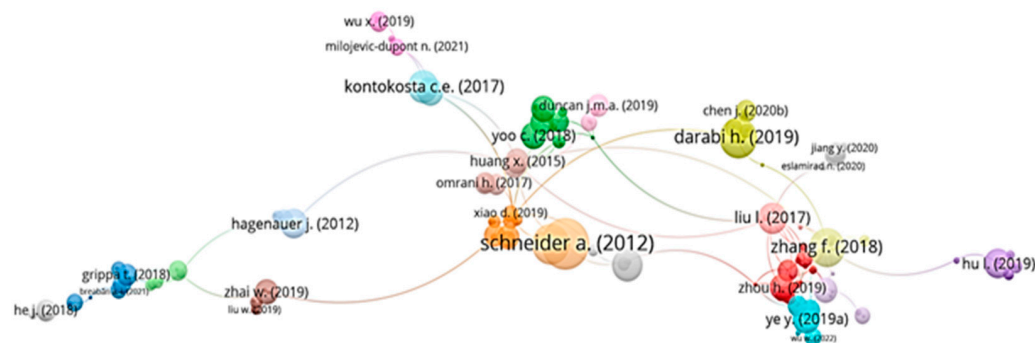 wu x. (2019)
milojevic-dupont n. (2021)
kontokosta c.e. (2017)
duncan j.m.a. (2019)
chen j. (2020b)
yoo c. (2018)
darabi h. (2019)
jiang y. (2020)
huang x. (2015)
eslamirad n. (2020)
omrani h. (2017)
xiao d. (2019)
liu l. (2017)
hagenauer j. (2012)
schneider a. (2012)
zhang f. (2018)
hu l. (2019)
grippa t. (2018)
zhai w. (2019)
zhou h. (2019)
he j. (2018)
liu w. (2019)
ye y. (2019a)
wu w. (2022)